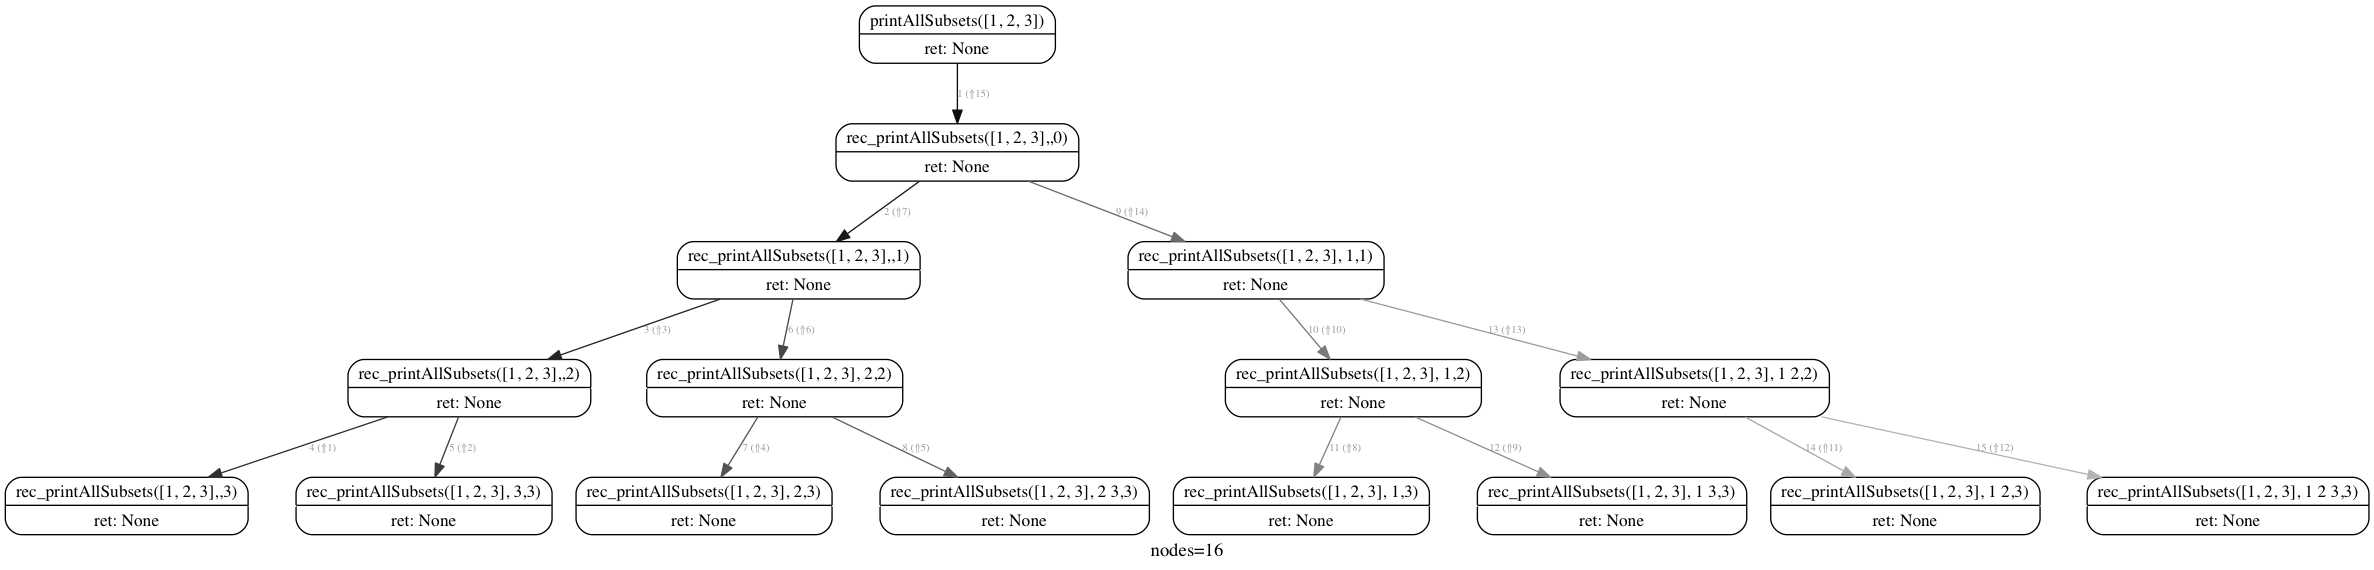 printAllSubsets([1, 2, 3])
ret: None
1 (⇑15)
rec_printAllSubsets([1, 2, 3],,0)
ret: None
2 (⇑7)
9 (⇑14)
rec_printAllSubsets([1, 2, 3],,1)
ret: None
rec_printAllSubsets([1, 2, 3], 1,1)
ret: None
3 (⇑3)
6 (⇑6)
10 (⇑10)
13 (⇑13)
rec_printAllSubsets([1, 2, 3],,2)
ret: None
rec_printAllSubsets([1, 2, 3], 2,2)
ret: None
rec_printAllSubsets([1, 2, 3], 1,2)
ret: None
rec_printAllSubsets([1, 2, 3], 1 2,2)
ret: None
4 (⇑1)
5 (⇑2)
7 (⇑4)
8 (⇑5)
11 (⇑8)
12 (⇑9)
14 (⇑11)
15 (⇑12)
rec_printAllSubsets([1, 2, 3],,3)
ret: None
rec_printAllSubsets([1, 2, 3], 3,3)
ret: None
rec_printAllSubsets([1, 2, 3], 2,3)
ret: None
rec_printAllSubsets([1, 2, 3], 2 3,3)
ret: None
rec_printAllSubsets([1, 2, 3], 1,3)
ret: None
rec_printAllSubsets([1, 2, 3], 1 3,3)
ret: None
rec_printAllSubsets([1, 2, 3], 1 2,3)
ret: None
rec_printAllSubsets([1, 2, 3], 1 2 3,3)
ret: None
nodes=16